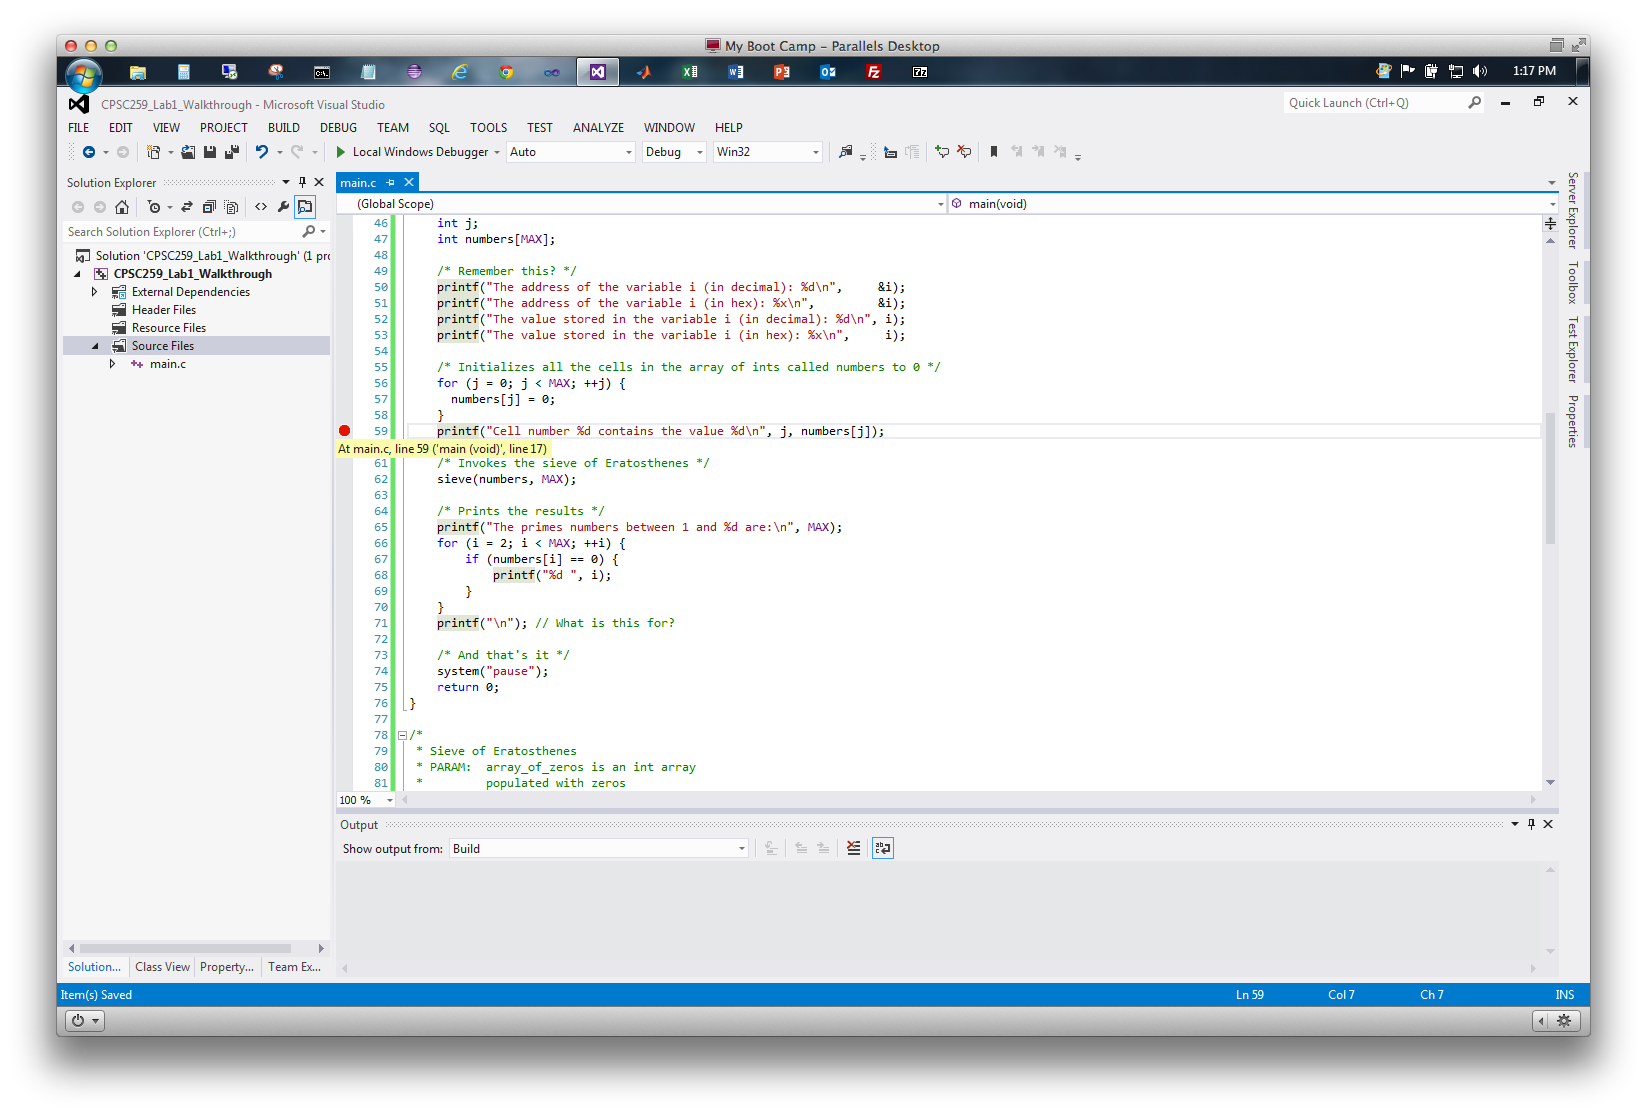 My Boot Camp – Parallels Desktop
C:\
1:17 PM
CPSC259_Lab1_Walkthrough - Microsoft Visual Studio
Quick Launch (Ctrl+Q)
FILE EDIT VIEW PROJECT BUILD DEBUG TEAM SQL TOOLS TEST ANALYZE WINDOW HELP
Local Windows Debugger Auto Debug Win32
Solution Explorer
Search Solution Explorer (Ctrl+;)
Solution 'CPSC259_Lab1_Walkthrough' (1 pro
CPSC259_Lab1_Walkthrough
External Dependencies
Header Files
Resource Files
Source Files
main.c
main.c
(Global Scope) main(void)
46 int j;
47 int numbers[MAX];
48
49 /* Remember this? */
50 printf("The address of the variable i (in decimal): %d\n", &i);
51 printf("The address of the variable i (in hex): %x\n", &i);
52 printf("The value stored in the variable i (in decimal): %d\n", i);
53 printf("The value stored in the variable i (in hex): %x\n", i);
54
55 /* Initializes all the cells in the array of ints called numbers to 0 */
56 for (j = 0; j < MAX; ++j) {
57 numbers[j] = 0;
58 }
59 printf("Cell number %d contains the value %d\n", j, numbers[j]);
At main.c, line 59 ('main (void)', line 17)
61 /* Invokes the sieve of Eratosthenes */
62 sieve(numbers, MAX);
63
64 /* Prints the results */
65 printf("The primes numbers between 1 and %d are:\n", MAX);
66 for (i = 2; i < MAX; ++i) {
67 if (numbers[i] == 0) {
68 printf("%d ", i);
69 }
70 }
71 printf("\n"); // What is this for?
72
73 /* And that's it */
74 system("pause");
75 return 0;
76 }
77
78 /*
79 * Sieve of Eratosthenes
80 * PARAM: array_of_zeros is an int array
81 * populated with zeros
100 %
Server Explorer
Toolbox
Test Explorer
Properties
Output
Show output from: Build
Solution... Class View Property... Team Ex...
Item(s) Saved Ln 59 Col 7 Ch 7 INS